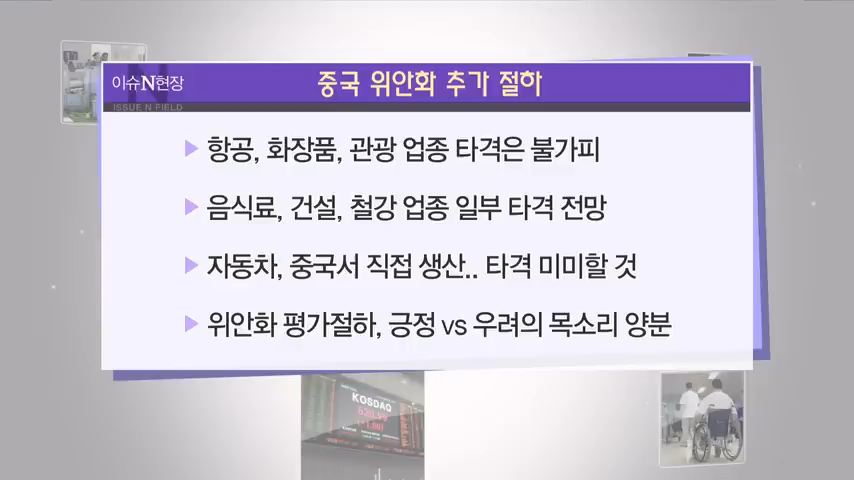 이슈N현장
ISSUE N FIELD
중국 위안화 추가 절하
항공, 화장품, 관광 업종 타격은 불가피
음식료, 건설, 철강 업종 일부 타격 전망
자동차, 중국서 직접 생산.. 타격 미미할 것
위안화 평가절하, 긍정 vs 우려의 목소리 양분
KOSDAQ